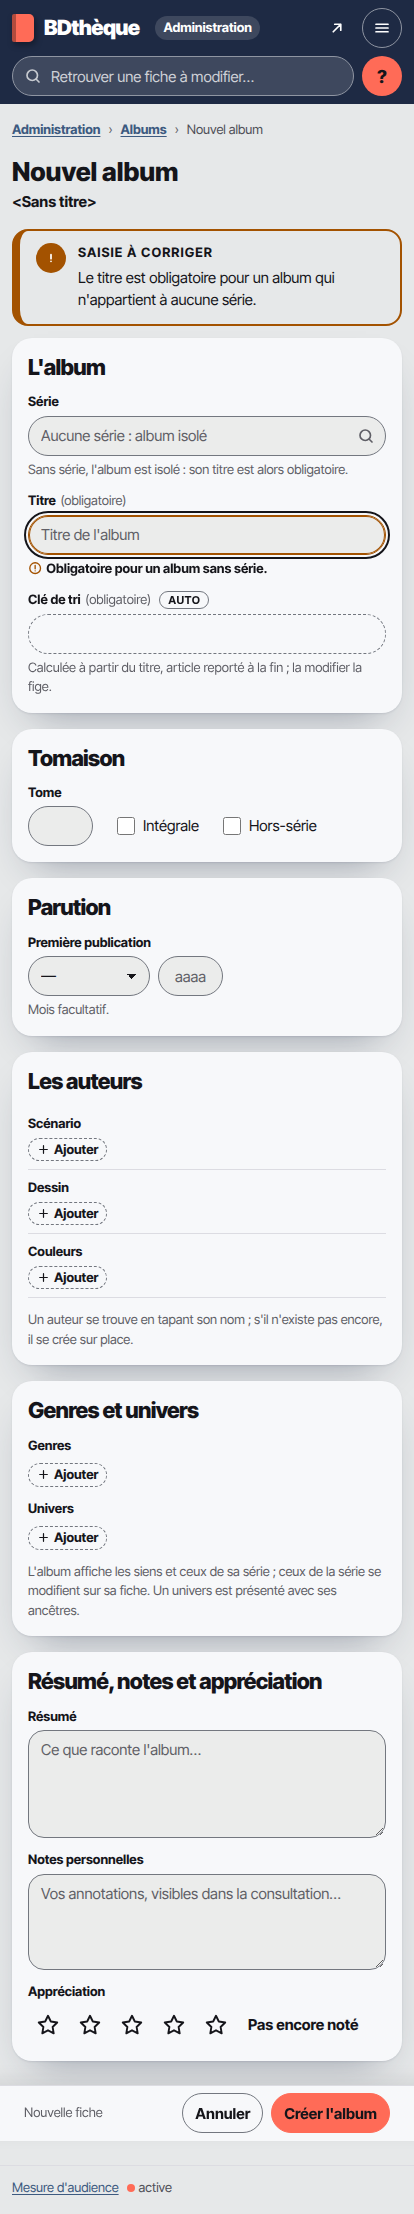 BDthèque Administration
Retrouver une fiche à modifier... ?
Administration › Albums › Nouvel album
Nouvel album
<Sans titre>
! SAISIE À CORRIGER
Le titre est obligatoire pour un album qui
n'appartient à aucune série.
L'album
Série
Aucune série : album isolé
Sans série, l'album est isolé : son titre est alors obligatoire.
Titre (obligatoire)
Titre de l'album
Obligatoire pour un album sans série.
Clé de tri (obligatoire) AUTO
Calculée à partir du titre, article reporté à la fin ; la modifier la
fige.
Tomaison
Tome
Intégrale Hors-série
Parution
Première publication
— aaaa
Mois facultatif.
Les auteurs
Scénario
+ Ajouter
Dessin
+ Ajouter
Couleurs
+ Ajouter
Un auteur se trouve en tapant son nom ; s'il n'existe pas encore,
il se crée sur place.
Genres et univers
Genres
+ Ajouter
Univers
+ Ajouter
L'album affiche les siens et ceux de sa série ; ceux de la série se
modifient sur sa fiche. Un univers est présenté avec ses
ancêtres.
Résumé, notes et appréciation
Résumé
Ce que raconte l'album...
Notes personnelles
Vos annotations, visibles dans la consultation...
Appréciation
Pas encore noté
Nouvelle fiche Annuler Créer l'album
Mesure d'audience active